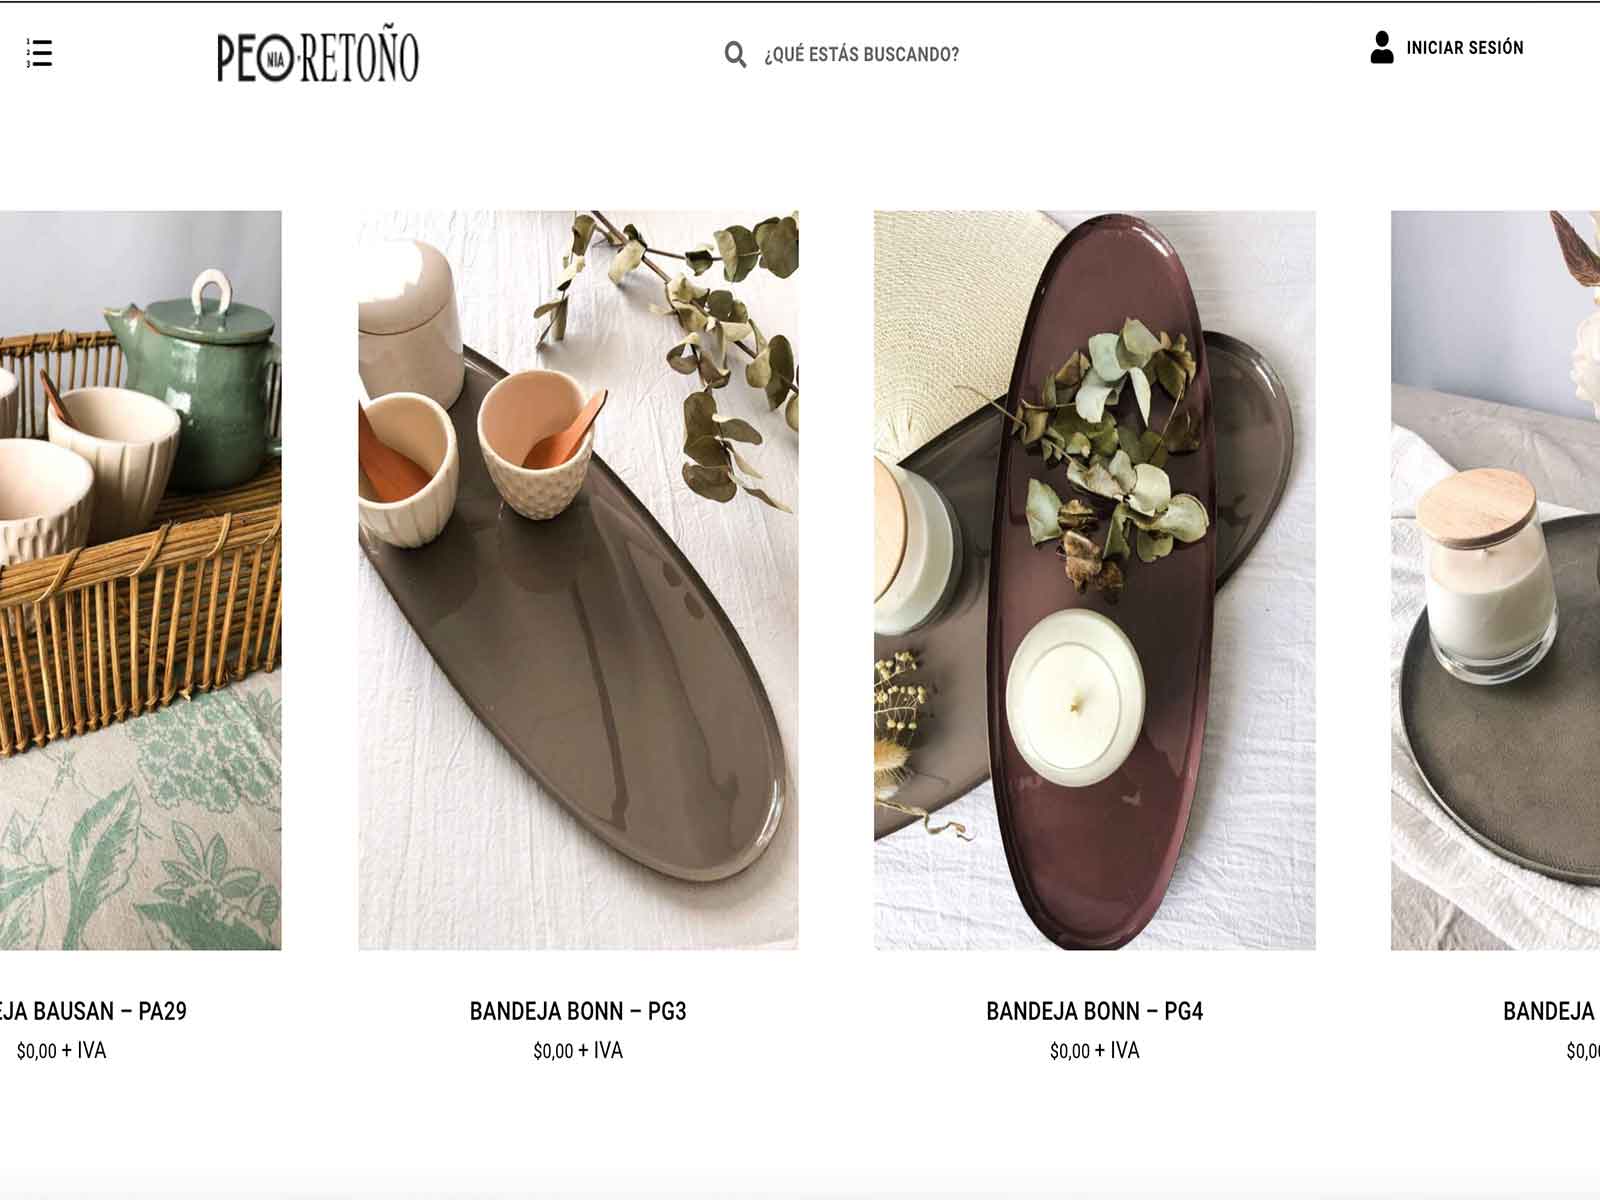 PEONIA·RETOÑO
¿QUÉ ESTÁS BUSCANDO?
INICIAR SESIÓN
EJA BAUSAN – PA29
$0,00 + IVA
BANDEJA BONN – PG3
$0,00 + IVA
BANDEJA BONN – PG4
$0,00 + IVA
BANDEJA
$0,0